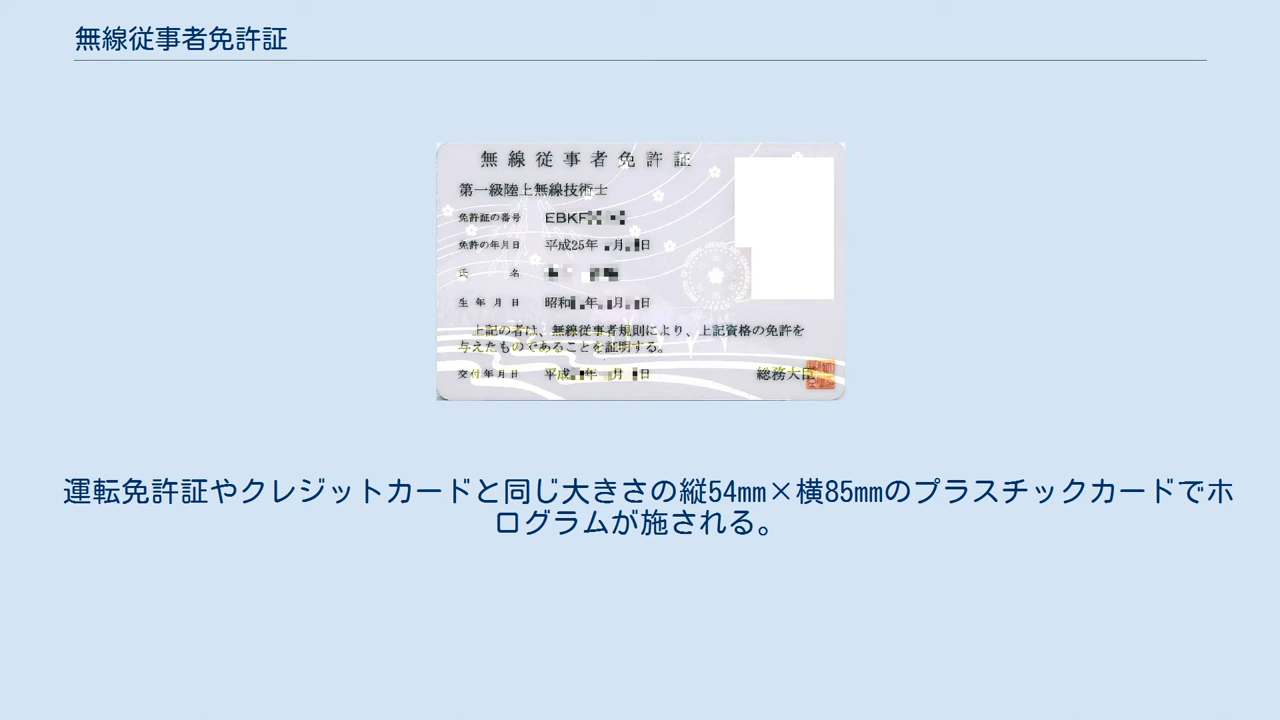 無線従事者免許証
無線従事者免許証
第一級陸上無線技術士
免許証の番号 EBKF
免許の年月日 平成25年 月 日
氏 名
生年月日 昭和 年 月 日
上記の者は、無線従事者規則により、上記資格の免許を
与えたものであることを証明する。
交付年月日 平成 年 月 日 総務大臣
運転免許証やクレジットカードと同じ大きさの縦54mm×横85mmのプラスチックカードでホ
ログラムが施される。